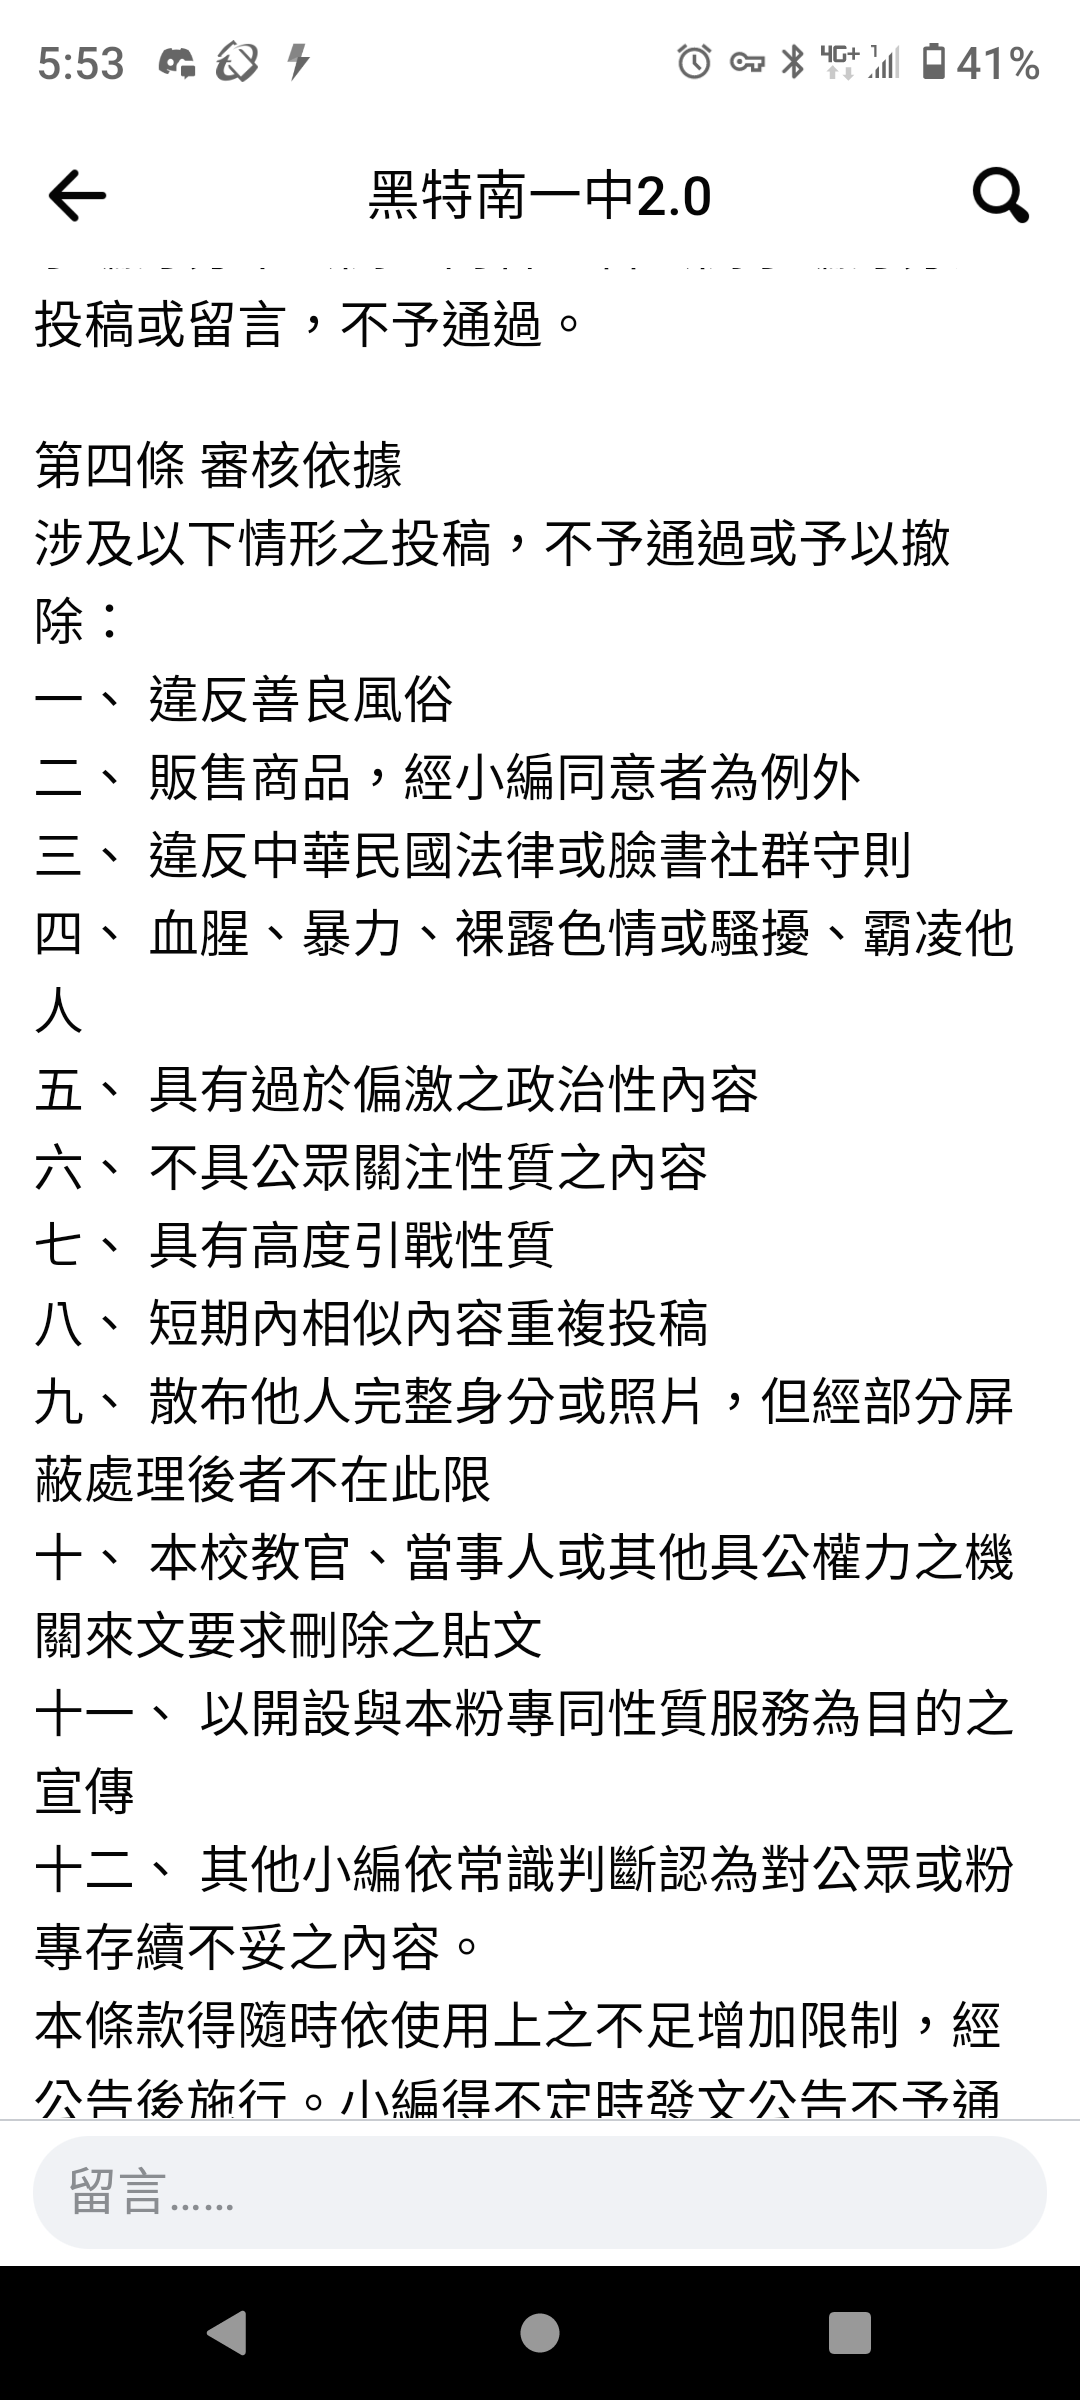 5:53
4G+
1
41%
黑特南一中2.0
投稿或留言，不予通過。
第四條 審核依據
涉及以下情形之投稿，不予通過或予以撤
除：
一、 違反善良風俗
二、 販售商品，經小編同意者為例外
三、 違反中華民國法律或臉書社群守則
四、 血腥、暴力、裸露色情或騷擾、霸凌他
人
五、 具有過於偏激之政治性內容
六、 不具公眾關注性質之內容
七、 具有高度引戰性質
八、 短期內相似內容重複投稿
九、 散布他人完整身分或照片，但經部分屏
蔽處理後者不在此限
十、 本校教官、當事人或其他具公權力之機
關來文要求刪除之貼文
十一、 以開設與本粉專同性質服務為目的之
宣傳
十二、 其他小編依常識判斷認為對公眾或粉
專存續不妥之內容。
本條款得隨時依使用上之不足增加限制，經
公告後施行。小編得不定時發文公告不予通
留言......